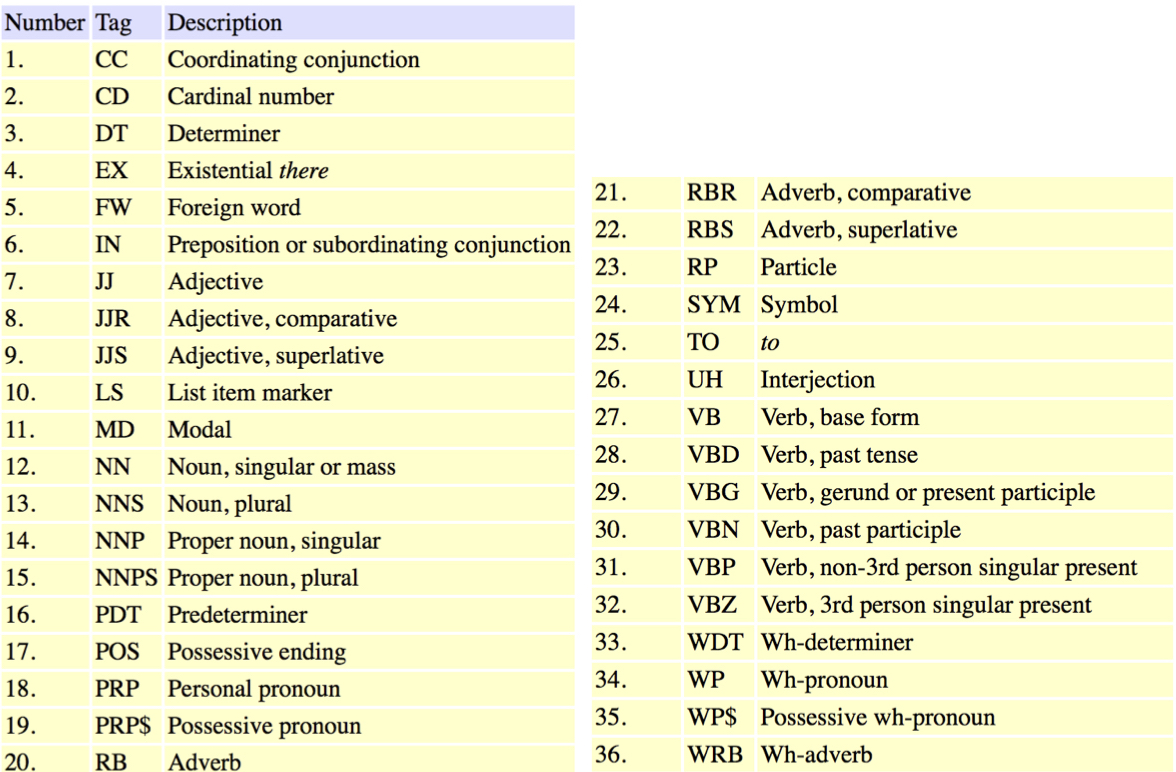 Number Tag Description
1. CC Coordinating conjunction
2. CD Cardinal number
3. DT Determiner
4. EX Existential there
5. FW Foreign word
6. IN Preposition or subordinating conjunction
7. JJ Adjective
8. JJR Adjective, comparative
9. JJS Adjective, superlative
10. LS List item marker
11. MD Modal
12. NN Noun, singular or mass
13. NNS Noun, plural
14. NNP Proper noun, singular
15. NNPS Proper noun, plural
16. PDT Predeterminer
17. POS Possessive ending
18. PRP Personal pronoun
19. PRP$ Possessive pronoun
20. RB Adverb
21. RBR Adverb, comparative
22. RBS Adverb, superlative
23. RP Particle
24. SYM Symbol
25. TO to
26. UH Interjection
27. VB Verb, base form
28. VBD Verb, past tense
29. VBG Verb, gerund or present participle
30. VBN Verb, past participle
31. VBP Verb, non-3rd person singular present
32. VBZ Verb, 3rd person singular present
33. WDT Wh-determiner
34. WP Wh-pronoun
35. WP$ Possessive wh-pronoun
36. WRB Wh-adverb